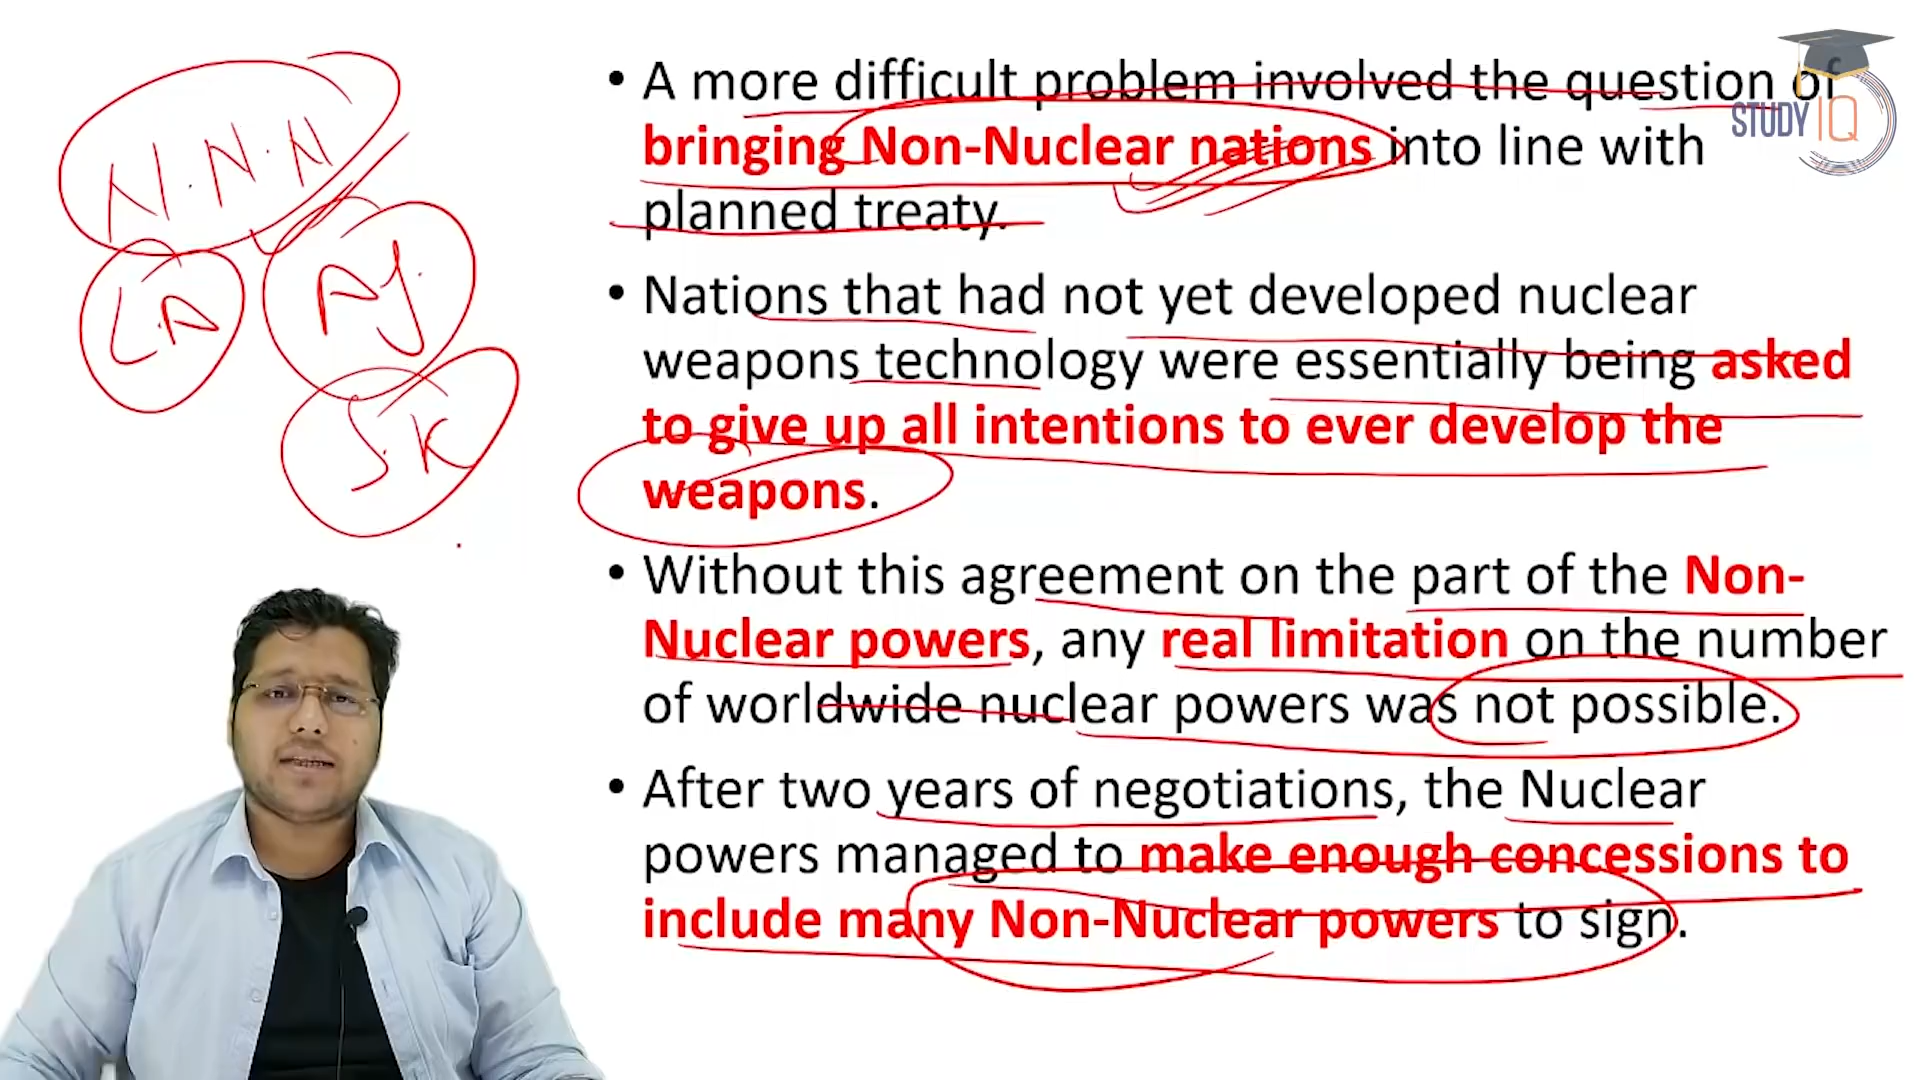 • A more difficult problem involved the question of
bringing Non-Nuclear nations into line with
planned treaty.
• Nations that had not yet developed nuclear
weapons technology were essentially being asked
to give up all intentions to ever develop the
weapons.
• Without this agreement on the part of the Non-
Nuclear powers, any real limitation on the number
of worldwide nuclear powers was not possible.
• After two years of negotiations, the Nuclear
powers managed to make enough concessions to
include many Non-Nuclear powers to sign.
STUDY IQ
N.N.N
S.K